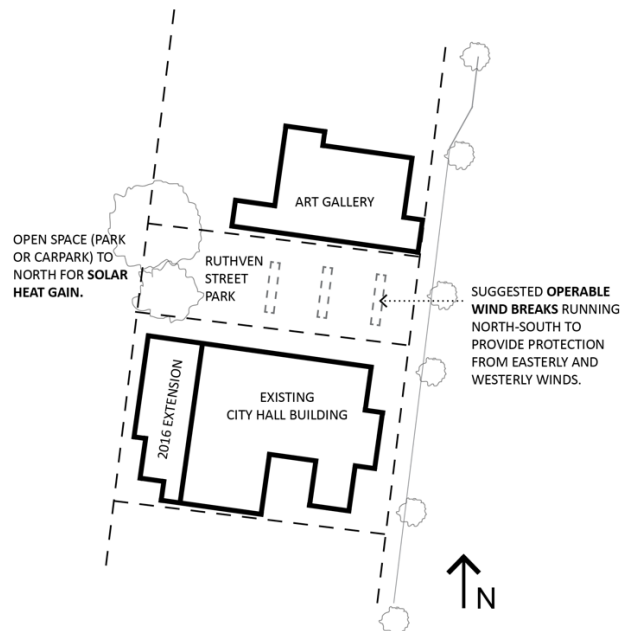 ART GALLERY
OPEN SPACE (PARK
OR CARPARK) TO
NORTH FOR SOLAR
HEAT GAIN.
RUTHVEN
STREET
PARK
SUGGESTED OPERABLE
WIND BREAKS RUNNING
NORTH-SOUTH TO
PROVIDE PROTECTION
FROM EASTERLY AND
WESTERLY WINDS.
2016 EXTENSION
EXISTING
CITY HALL BUILDING
N